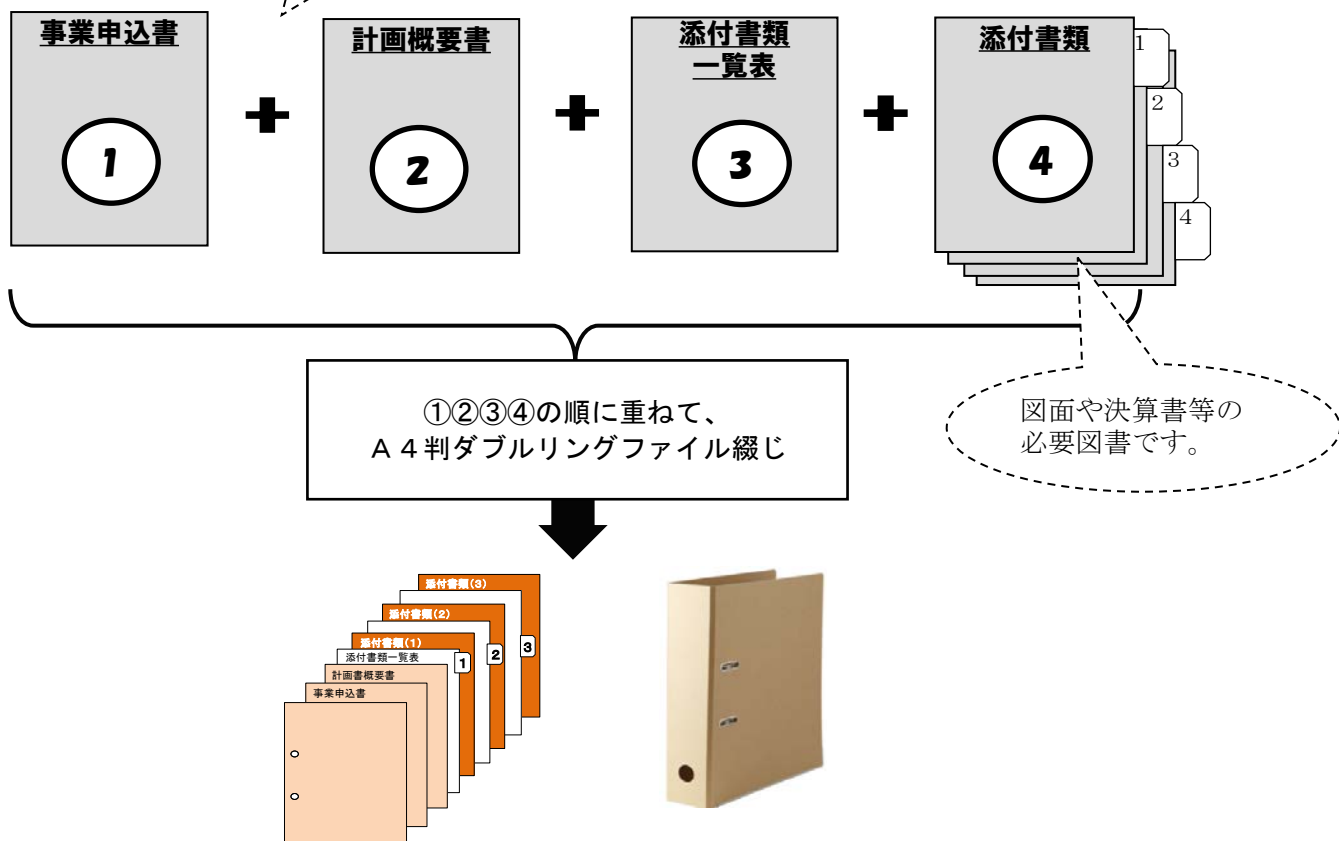 事業申込書
計画概要書
添付書類
一覧表
添付書類
1
2
3
4
1
2
3
4
図面や決算書等の
必要図書です。
①②③④の順に重ねて、
A4判ダブルリングファイル綴じ
添付書類(3)
添付書類(2)
添付書類(1)
添付書類一覧表
計画書概要書
事業申込書
1
2
3